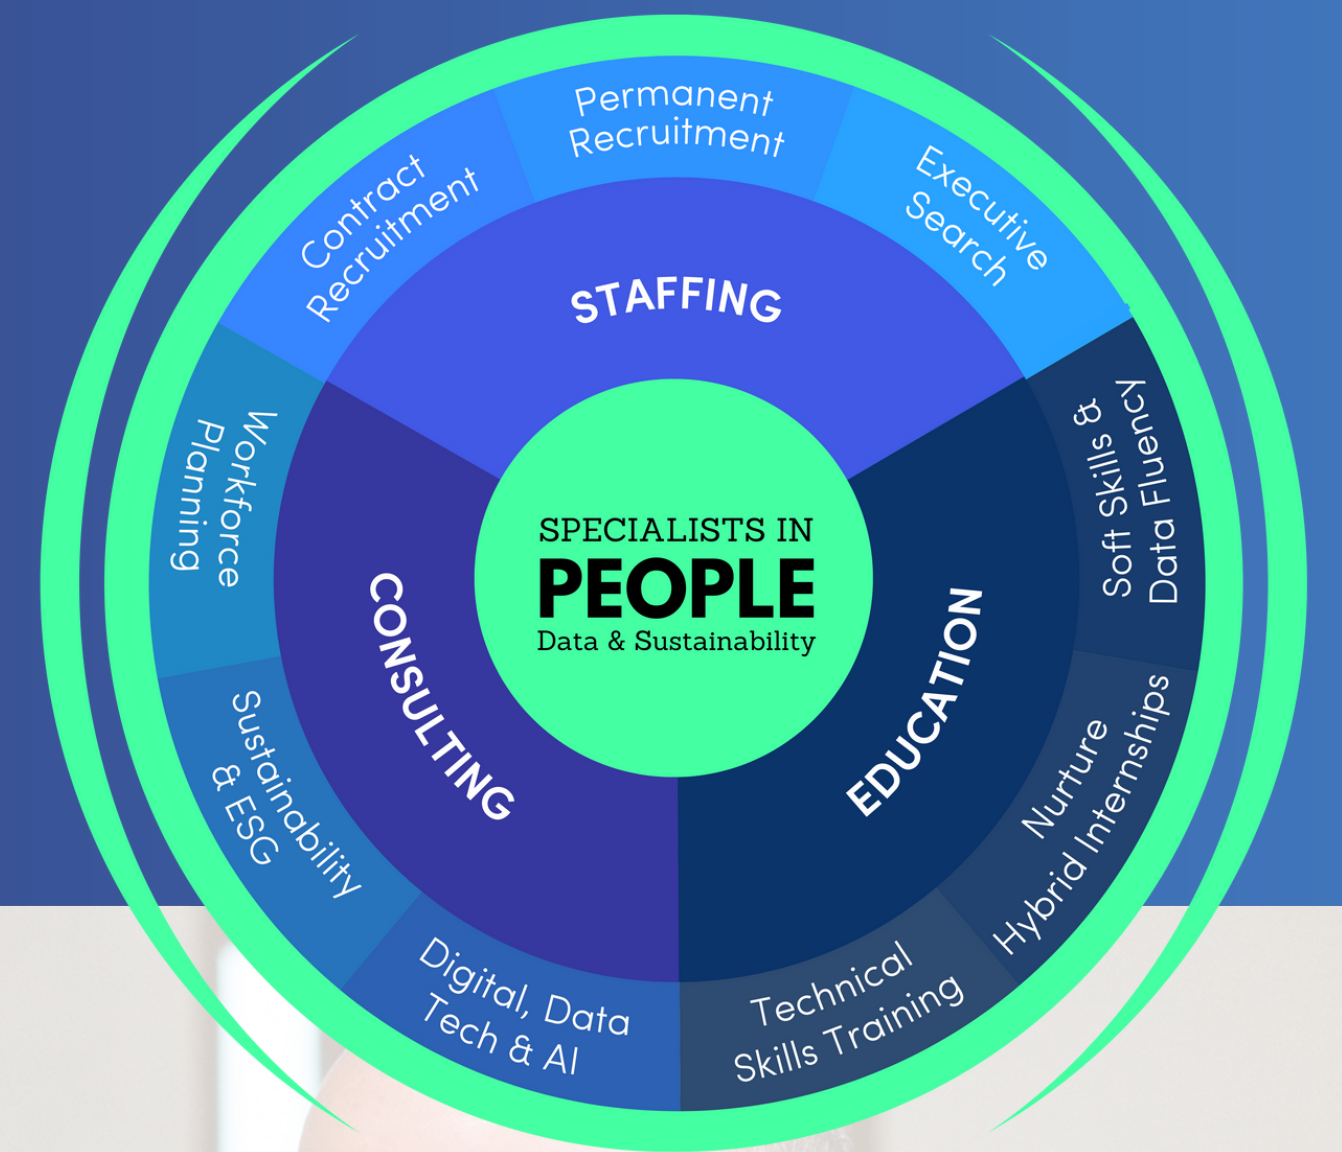 Permanent
Recruitment
Executive
Search
Contract
Recruitment
STAFFING
Soft Skills &
Data Fluency
Workforce
Planning
SPECIALISTS IN
PEOPLE
Data & Sustainability
CONSULTING
EDUCATION
Nurture
Hybrid Internships
Sustainability
& ESG
Digital, Data
Tech & AI
Technical
Skills Training